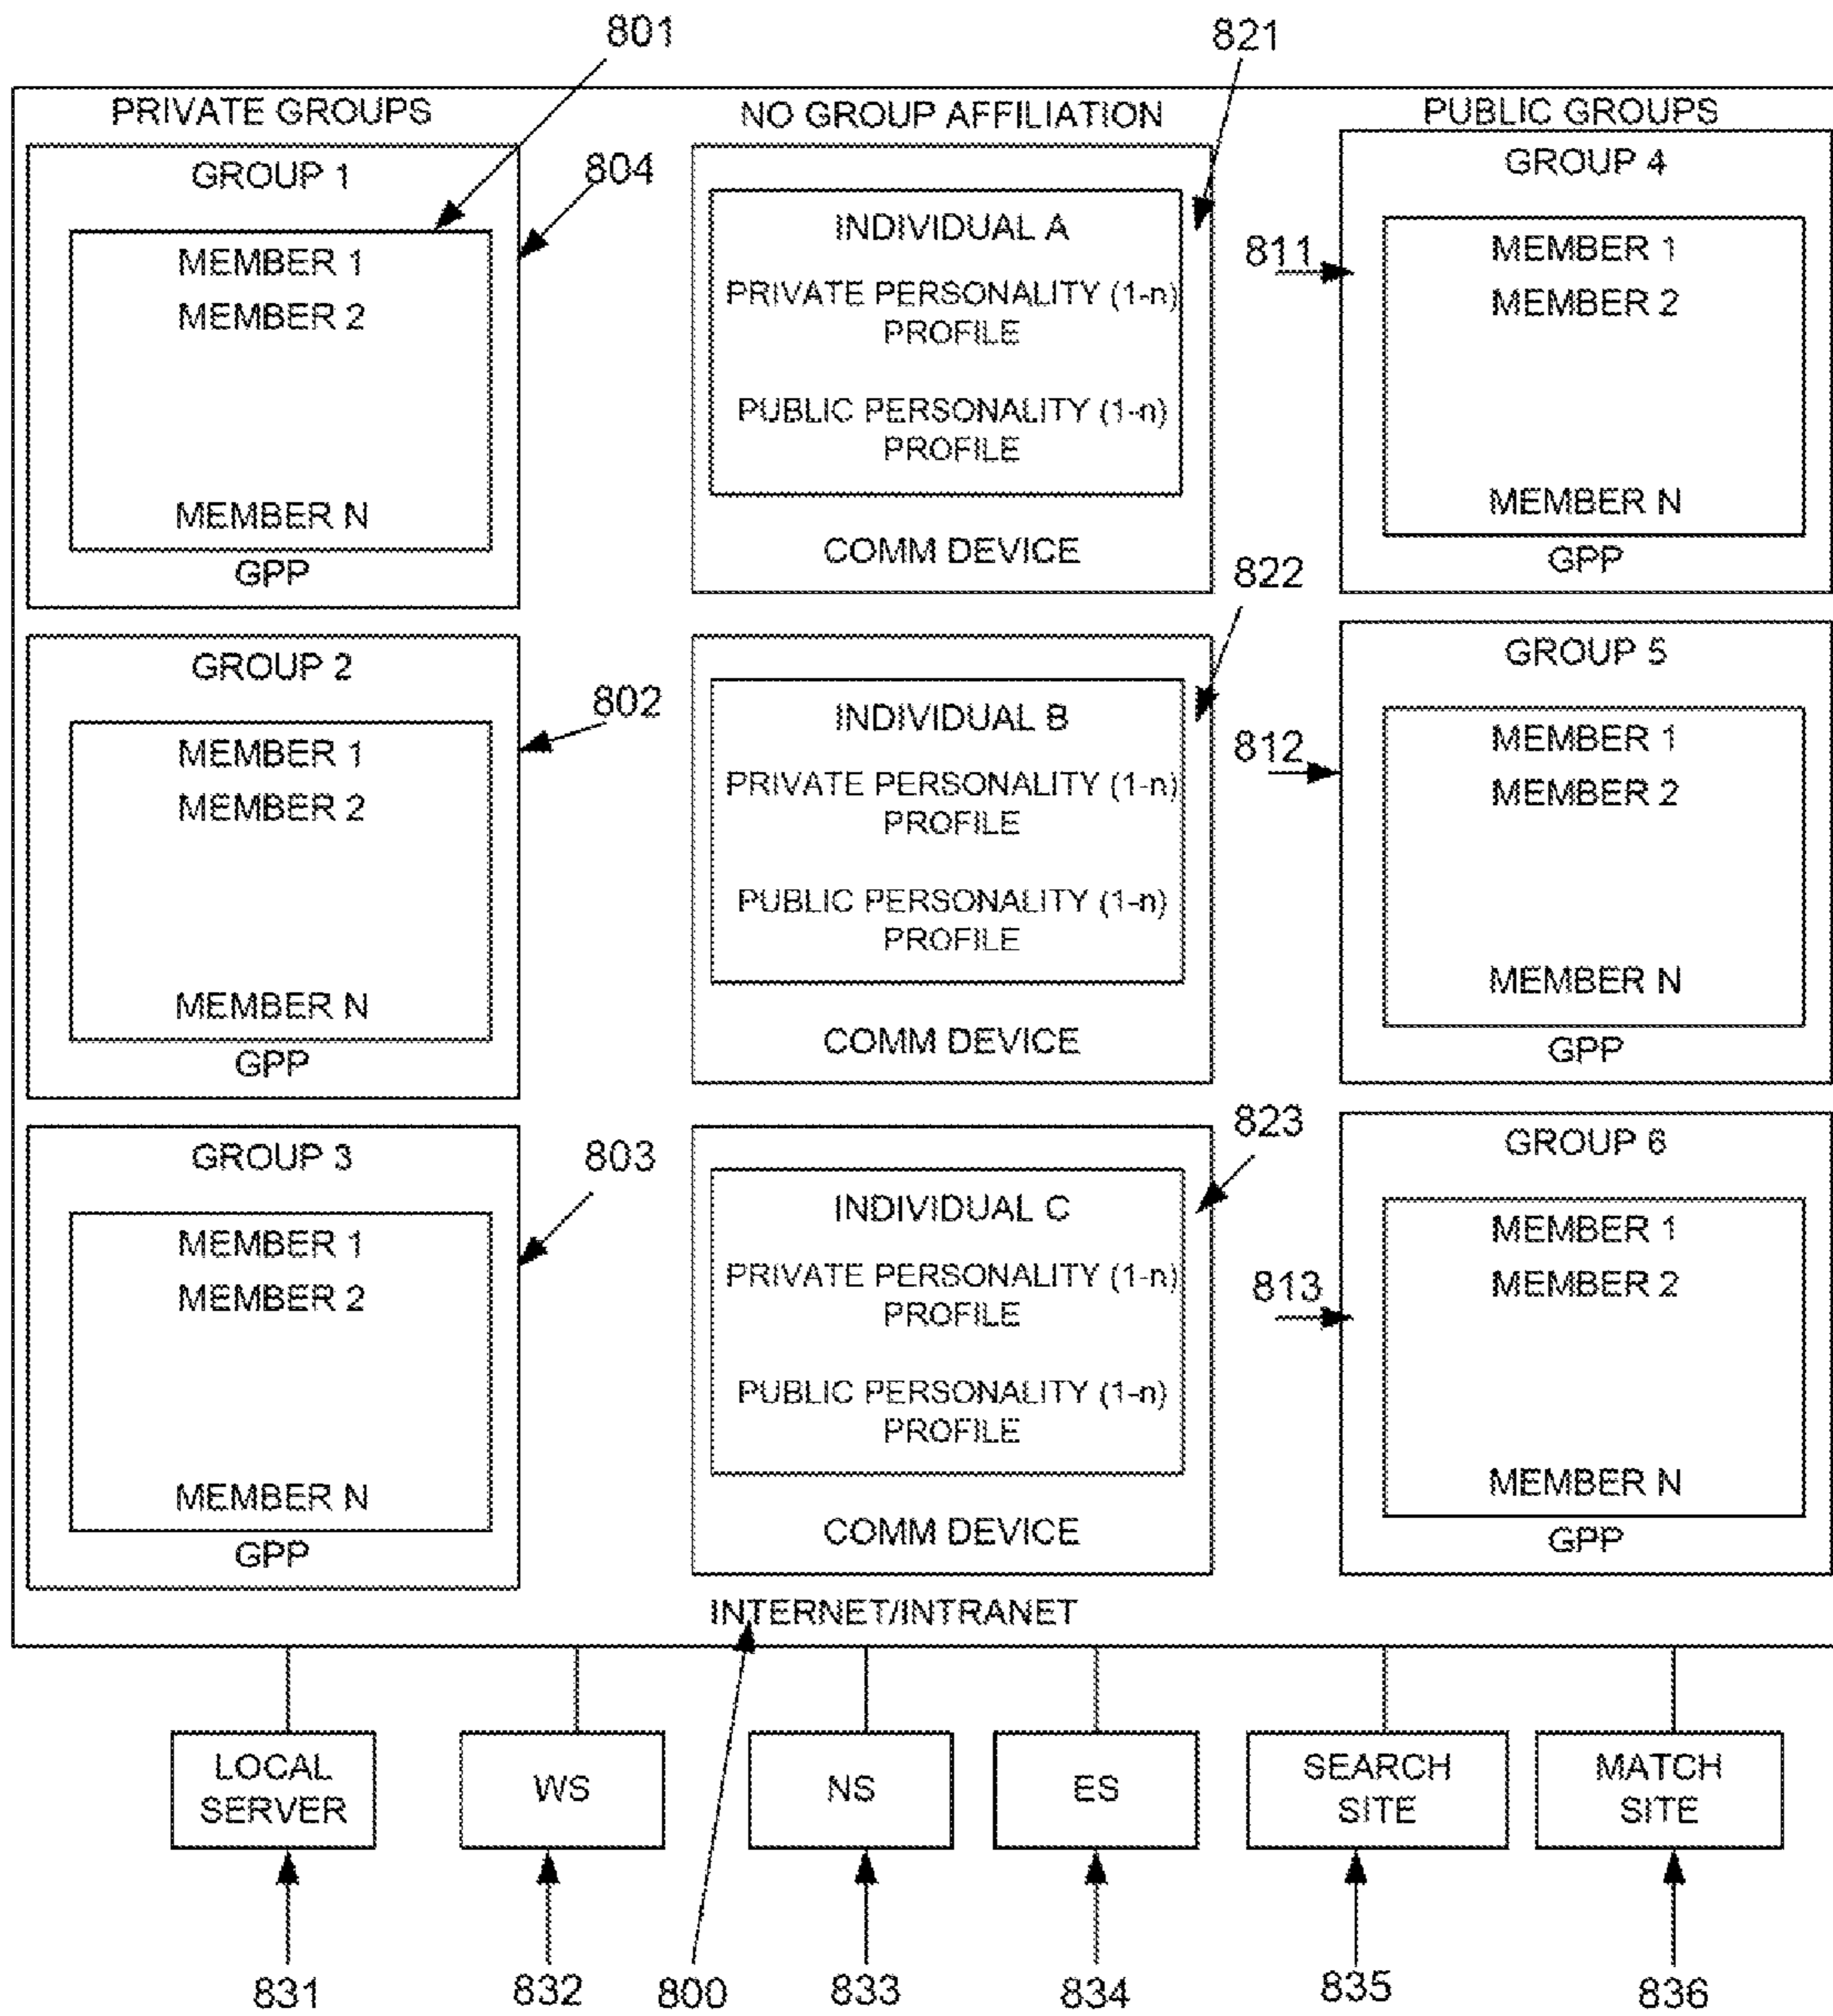 801
821
PRIVATE GROUPS
NO GROUP AFFILIATION
PUBLIC GROUPS
GROUP 1
804
MEMBER 1
MEMBER 2
MEMBER N
GPP
INDIVIDUAL A
PRIVATE PERSONALITY (1-n)
PROFILE
PUBLIC PERSONALITY (1-n)
PROFILE
COMM DEVICE
GROUP 4
811
MEMBER 1
MEMBER 2
MEMBER N
GPP
822
GROUP 2
802
MEMBER 1
MEMBER 2
MEMBER N
GPP
INDIVIDUAL B
PRIVATE PERSONALITY (1-n)
PROFILE
PUBLIC PERSONALITY (1-n)
PROFILE
COMM DEVICE
GROUP 5
812
MEMBER 1
MEMBER 2
MEMBER N
GPP
GROUP 3
803
MEMBER 1
MEMBER 2
MEMBER N
GPP
823
INDIVIDUAL C
PRIVATE PERSONALITY (1-n)
PROFILE
PUBLIC PERSONALITY (1-n)
PROFILE
COMM DEVICE
GROUP 6
813
MEMBER 1
MEMBER 2
MEMBER N
GPP
INTERNET/INTRANET
LOCAL
SERVER
WS
NS
ES
SEARCH
SITE
MATCH
SITE
831
832
800
833
834
835
836